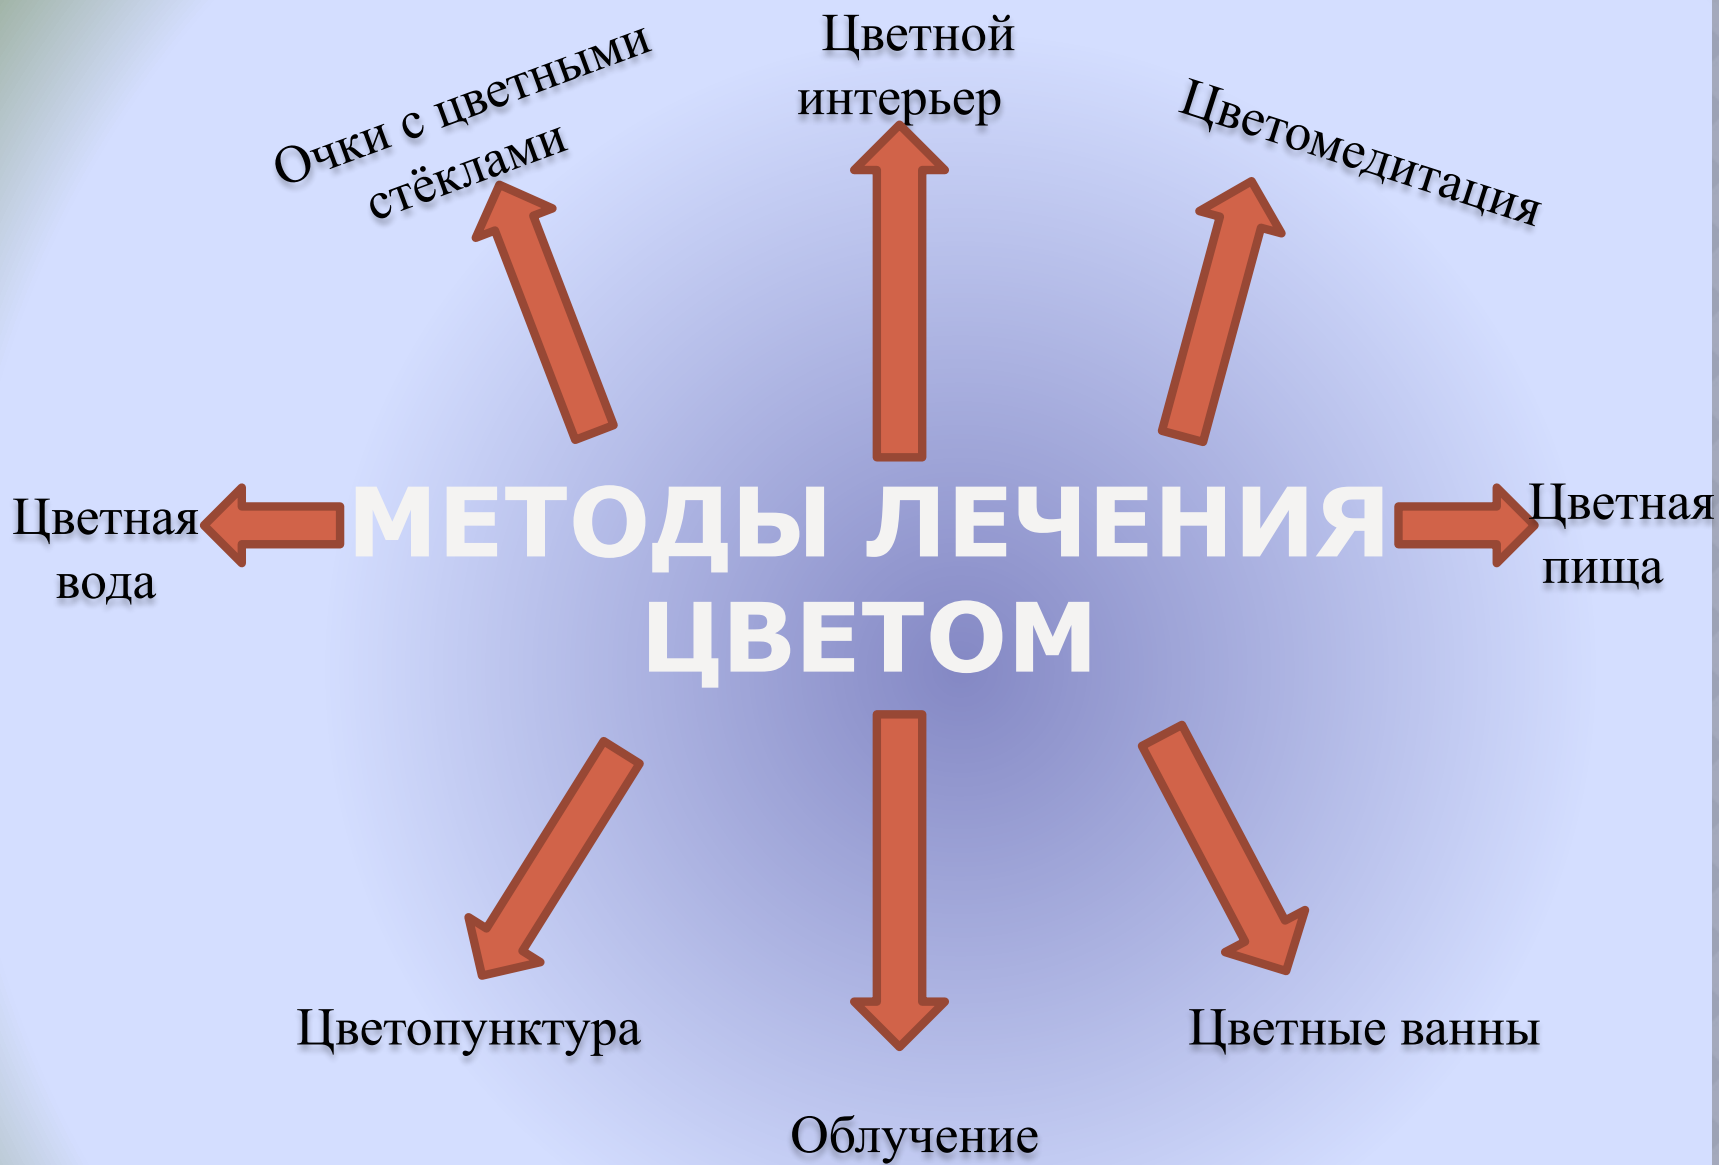 Цветной
интерьер
Очки с цветными
стёклами
Цветомедитация
Цветная
вода
МЕТОДЫ ЛЕЧЕНИЯ
ЦВЕТОМ
Цветная
пища
Цветопунктура
Цветные ванны
Облучение